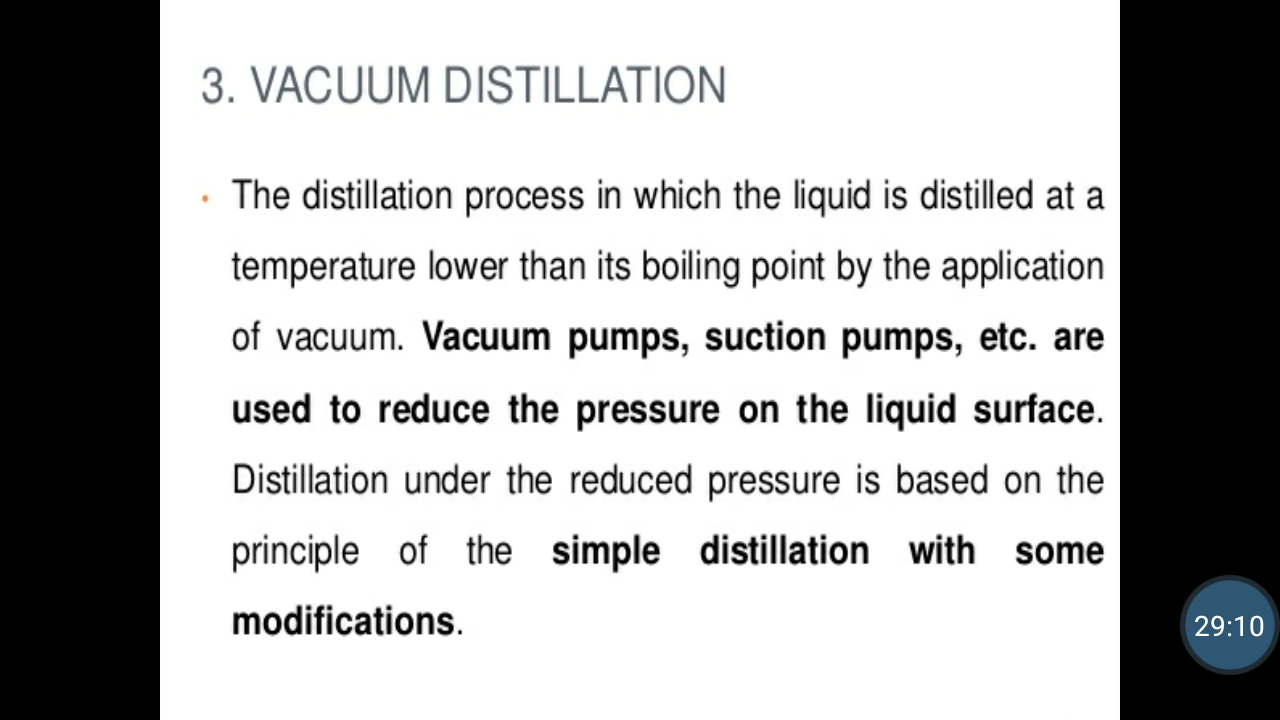 3. VACUUM DISTILLATION
• The distillation process in which the liquid is distilled at a
temperature lower than its boiling point by the application
of vacuum. Vacuum pumps, suction pumps, etc. are
used to reduce the pressure on the liquid surface.
Distillation under the reduced pressure is based on the
principle of the simple distillation with some
modifications.
29:10